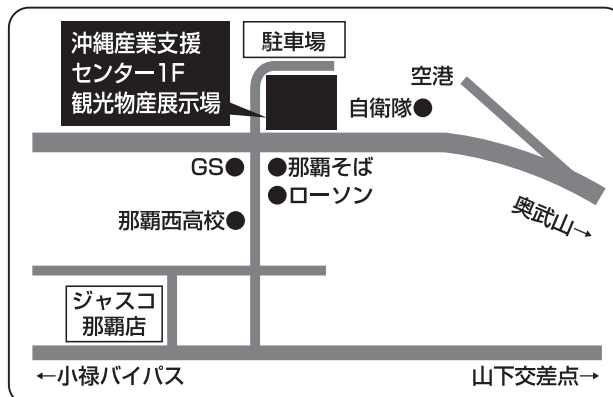 沖縄産業支援
センター1F
観光物産展示場
駐車場
空港
自衛隊●
GS●
●那覇そば
●ローソン
那覇西高校●
奥武山→
ジャスコ
那覇店
←小禄バイパス
山下交差点→